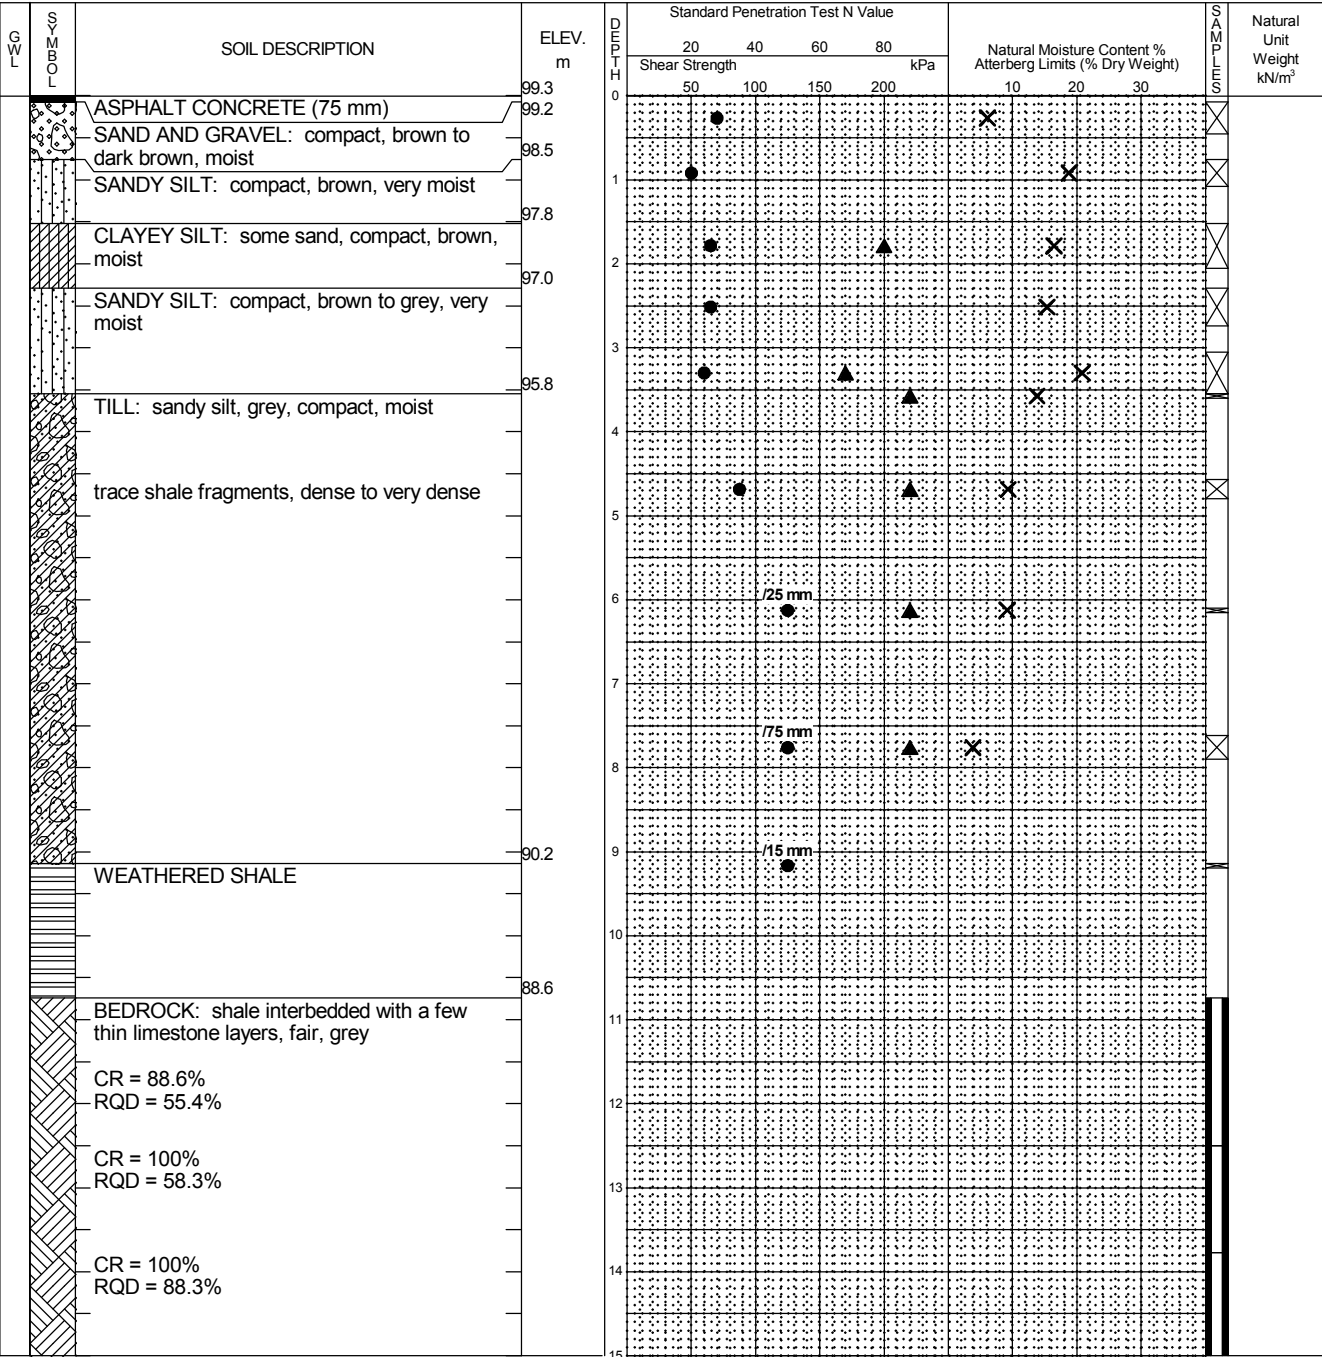 GWL
SYMBOL
SOIL DESCRIPTION
ELEV.
m
99.3
DEPTH
Standard Penetration Test N Value
20 40 60 80
Shear Strength kPa
50 100 150 200
Natural Moisture Content %
Atterberg Limits (% Dry Weight)
10 20 30
SAMPLES
Natural
Unit
Weight
kN/m³
0
ASPHALT CONCRETE (75 mm) 99.2
SAND AND GRAVEL: compact, brown to
dark brown, moist
98.5
SANDY SILT: compact, brown, very moist
1
97.8
CLAYEY SILT: some sand, compact, brown,
moist
2
97.0
SANDY SILT: compact, brown to grey, very
moist
3
95.8
TILL: sandy silt, grey, compact, moist
4
trace shale fragments, dense to very dense
5
/25 mm
6
7
/75 mm
8
90.2
9
/15 mm
WEATHERED SHALE
10
88.6
BEDROCK: shale interbedded with a few
thin limestone layers, fair, grey
11
CR = 88.6%
RQD = 55.4%
12
CR = 100%
RQD = 58.3%
13
CR = 100%
RQD = 88.3%
14
15